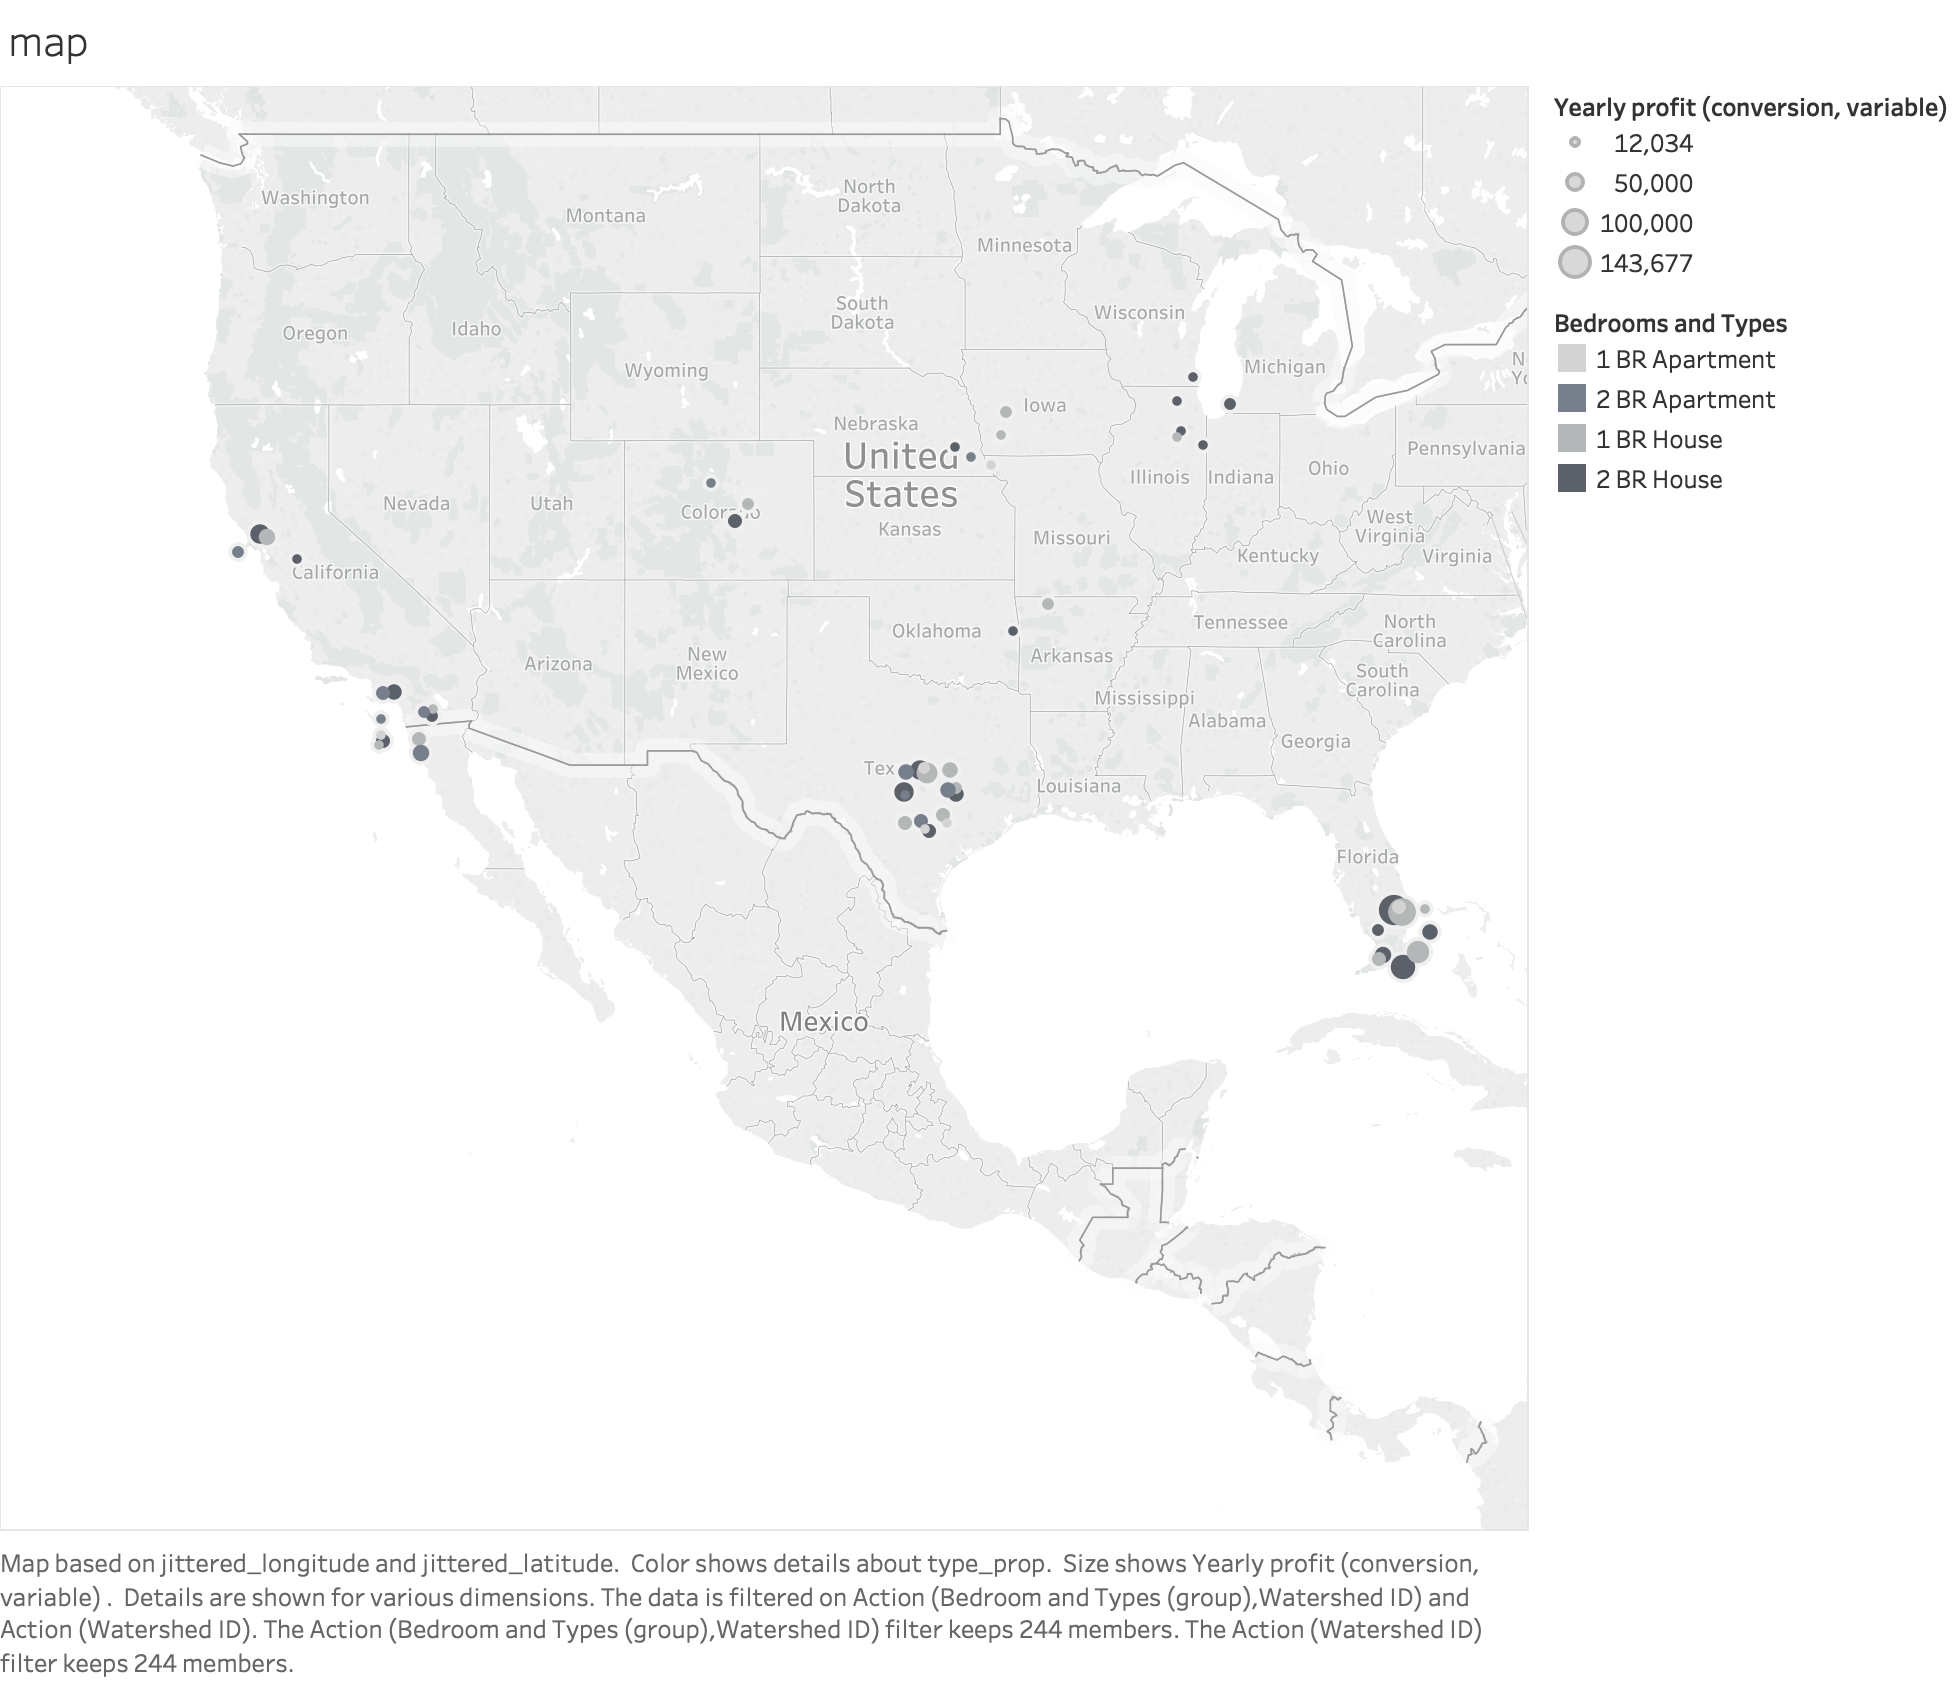 map
Washington
Montana
North
Dakota
Minnesota
Oregon
Idaho
South
Dakota
Wisconsin
Wyoming
Michigan
Iowa
Nebraska
United
States
Pennsylvania
Nevada
Utah
Colorado
Kansas
Illinois
Indiana
Ohio
Missouri
West
Virginia
Kentucky
Virginia
California
Oklahoma
Arkansas
Tennessee
North
Carolina
Arizona
New
Mexico
South
Carolina
Mississippi
Alabama
Georgia
Tex
Louisiana
Florida
Mexico
Yearly profit (conversion, variable)
12,034
50,000
100,000
143,677
Bedrooms and Types
1 BR Apartment
2 BR Apartment
1 BR House
2 BR House
Map based on jittered_longitude and jittered_latitude.  Color shows details about type_prop.  Size shows Yearly profit (conversion,
variable) .  Details are shown for various dimensions. The data is filtered on Action (Bedroom and Types (group),Watershed ID) and
Action (Watershed ID). The Action (Bedroom and Types (group),Watershed ID) filter keeps 244 members. The Action (Watershed ID)
filter keeps 244 members.